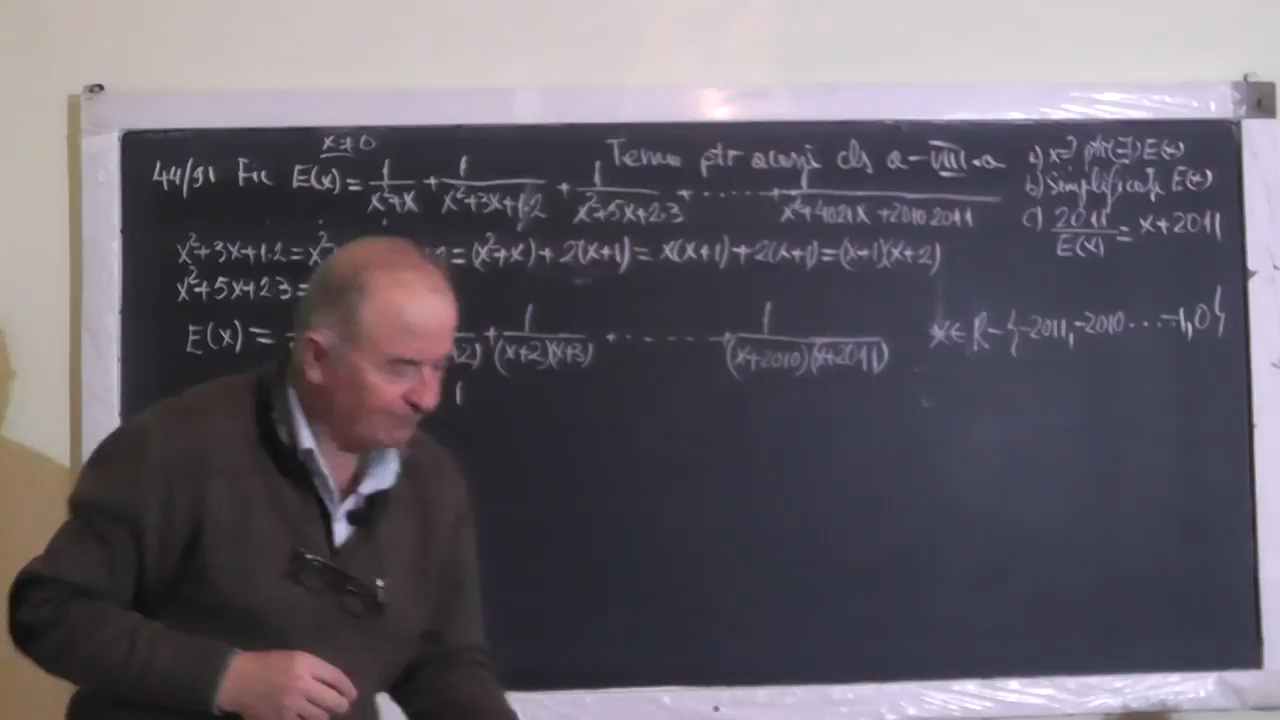 x≠0
Tema ptr acasă cls a-VIII-a
44/91 Fie E(x) = 1/(x²+x) + 1/(x²+3x+1·2) + 1/(x²+5x+2·3) + ........+ 1/(x²+4021x+2010·2011)
a) x=? ptr(∃)E(x)
b) Simplificați E(x)
c) 2011/E(x) = x+2011
x²+3x+1·2=x² = (x²+x)+2(x+1) = x(x+1)+2(x+1)=(x+1)(x+2)
x²+5x+2·3=
E(x) = +1/((x+2)(x+3)) + ........ 1/((x+2010)(x+2011))
x∈R-{-2011,-2010....-1,0}
1